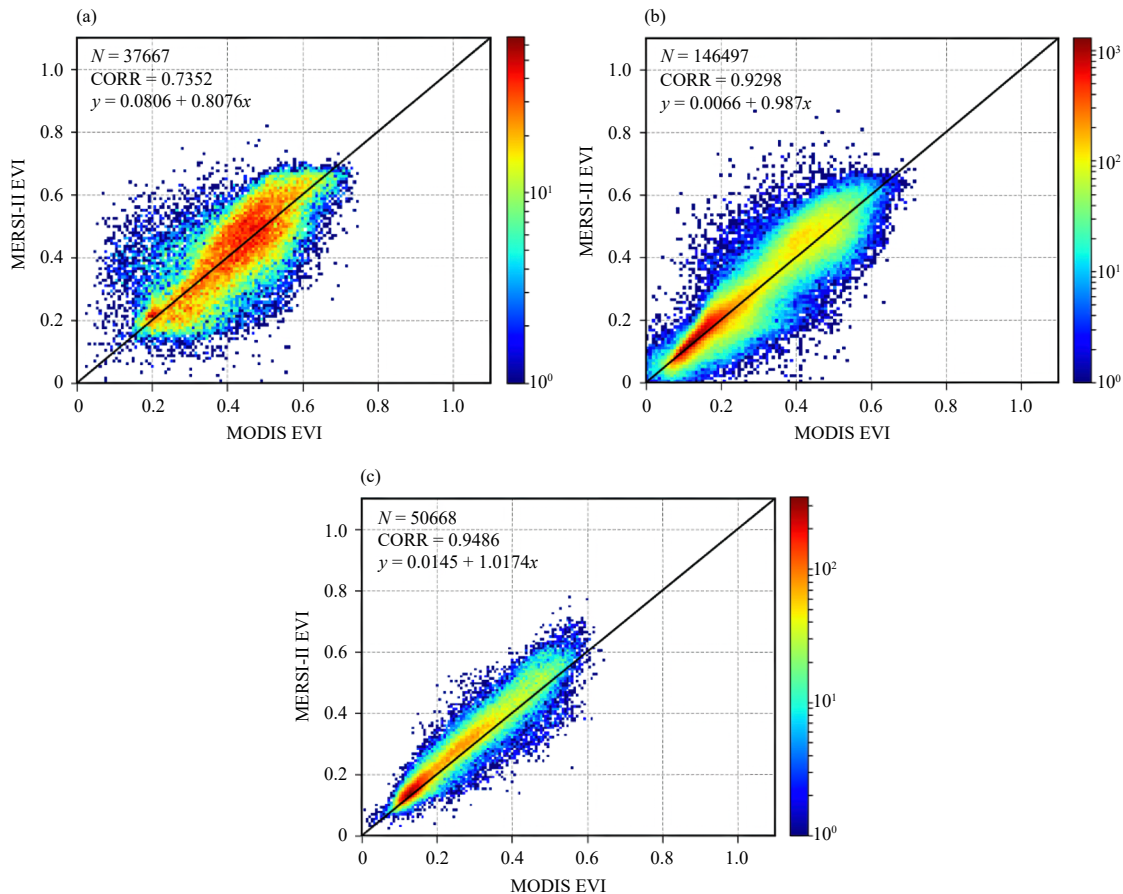 (a)
N = 37667
CORR = 0.7352
y = 0.0806 + 0.8076x
1.0
0.8
0.6
0.4
0.2
0
0 0.2 0.4 0.6 0.8 1.0
MERSI-II EVI
MODIS EVI
10¹
10⁰
(b)
N = 146497
CORR = 0.9298
y = 0.0066 + 0.987x
1.0
0.8
0.6
0.4
0.2
0
0 0.2 0.4 0.6 0.8 1.0
MERSI-II EVI
MODIS EVI
10³
10²
10¹
10⁰
(c)
N = 50668
CORR = 0.9486
y = 0.0145 + 1.0174x
1.0
0.8
0.6
0.4
0.2
0
0 0.2 0.4 0.6 0.8 1.0
MERSI-II EVI
MODIS EVI
10²
10¹
10⁰